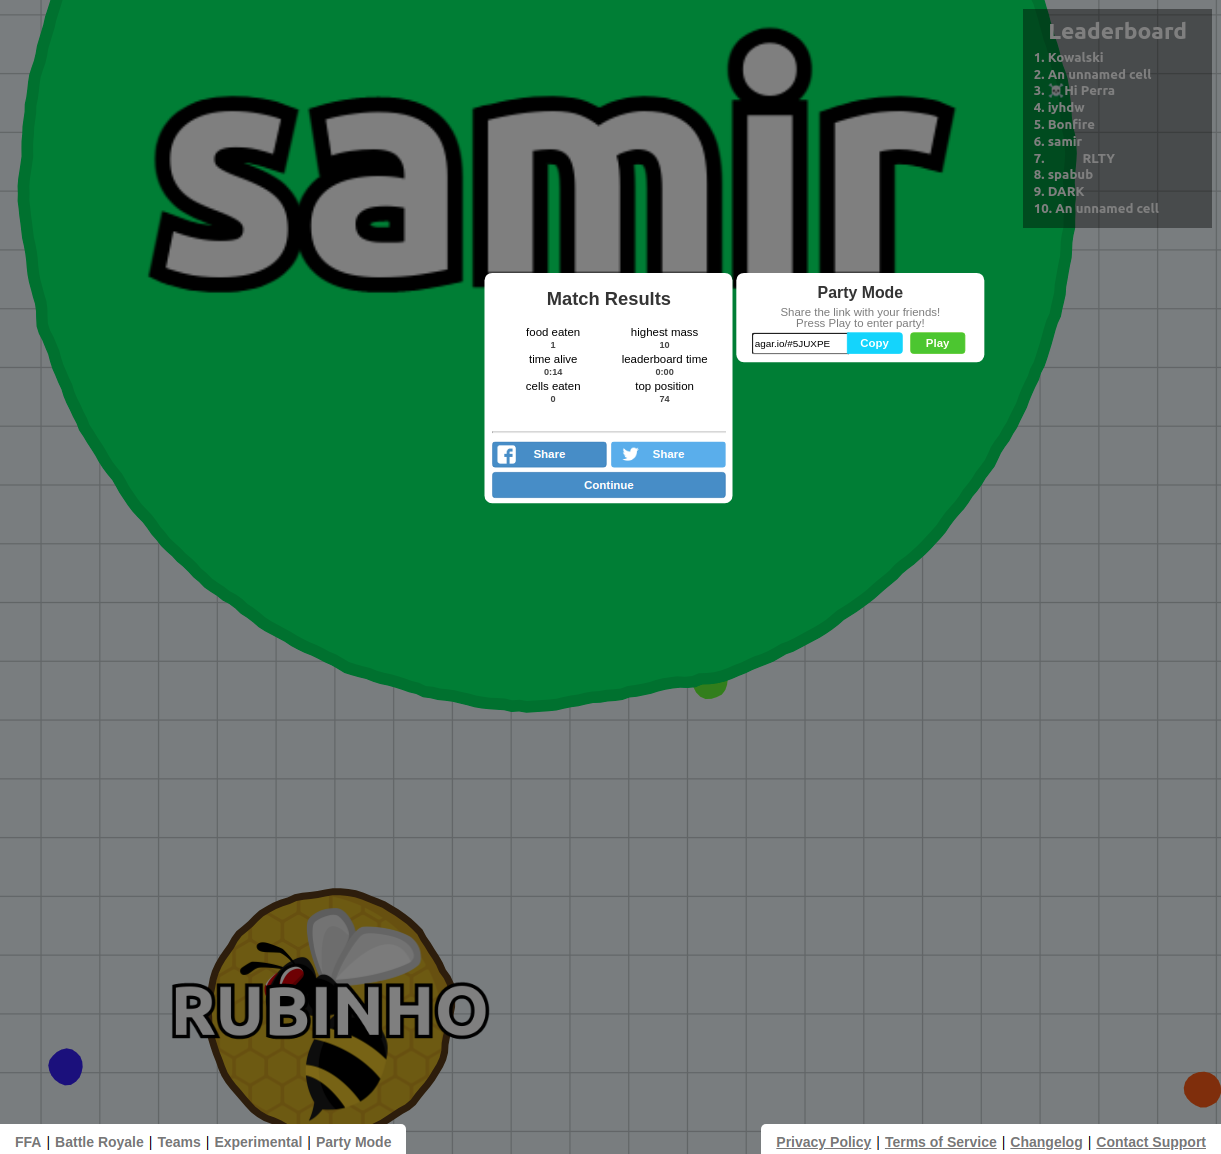 samir
Leaderboard
1. Kowalski
2. An unnamed cell
3. ☠Hi Perra
4. iyhdw
5. Bonfire
6. samir
7. RLTY
8. spabub
9. DARK
10. An unnamed cell
Match Results
food eaten
1
highest mass
10
time alive
0:14
leaderboard time
0:00
cells eaten
0
top position
74
Share
Share
Continue
Party Mode
Share the link with your friends!
Press Play to enter party!
agar.io/#5JUXPE
Copy
Play
RUBINHO
FFA | Battle Royale | Teams | Experimental | Party Mode
Privacy Policy | Terms of Service | Changelog | Contact Support